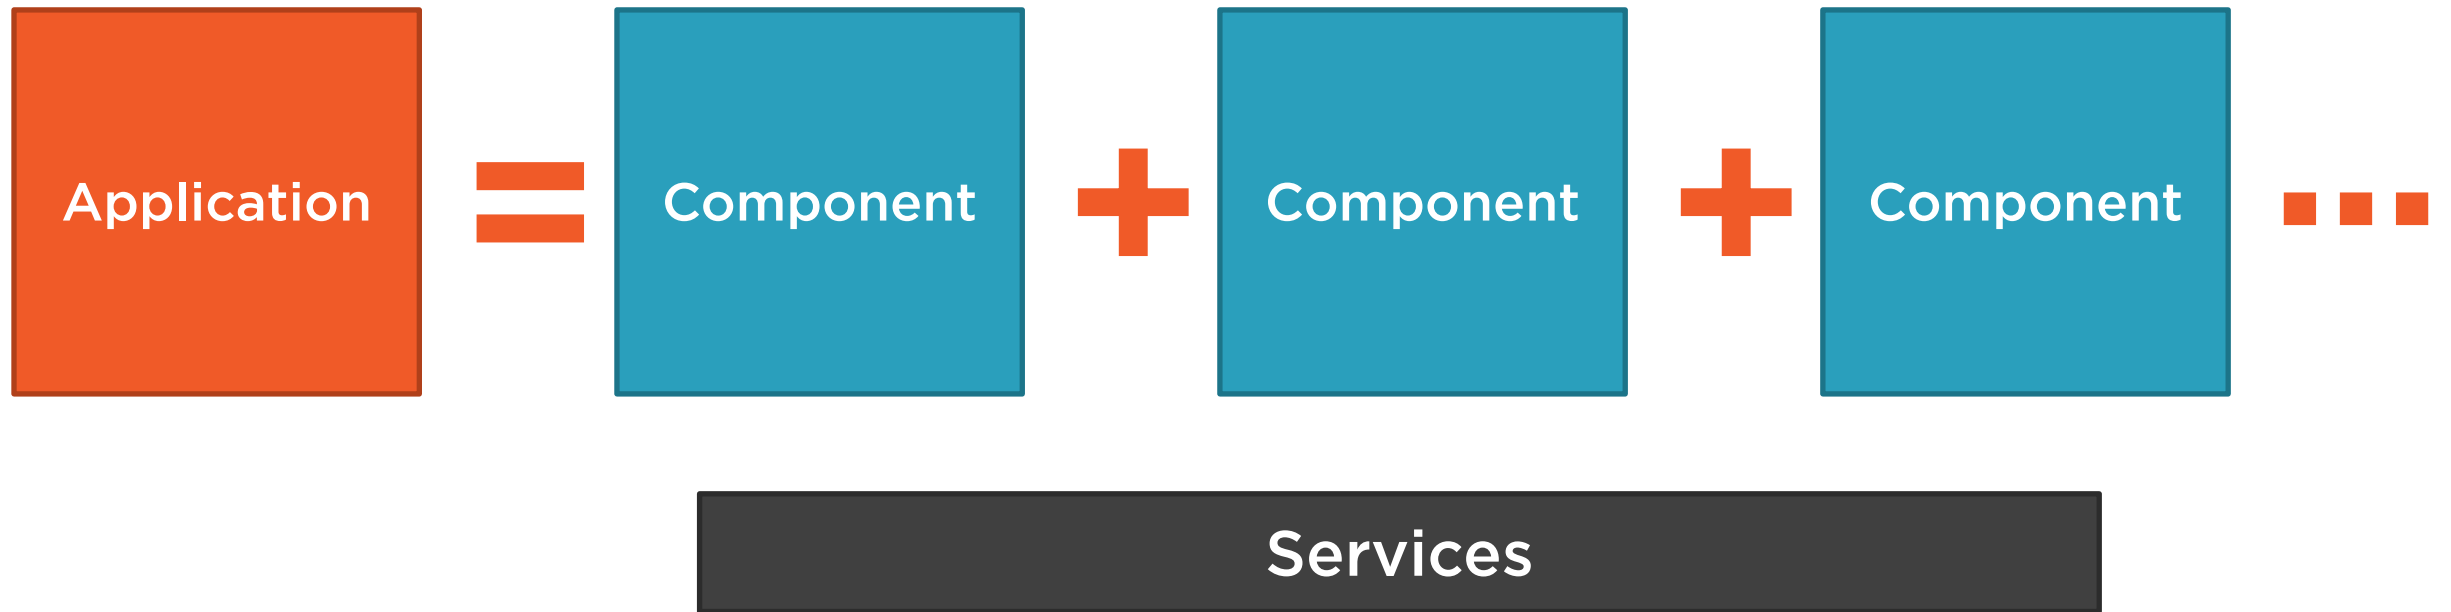 Application = Component + Component + Component ...
Services